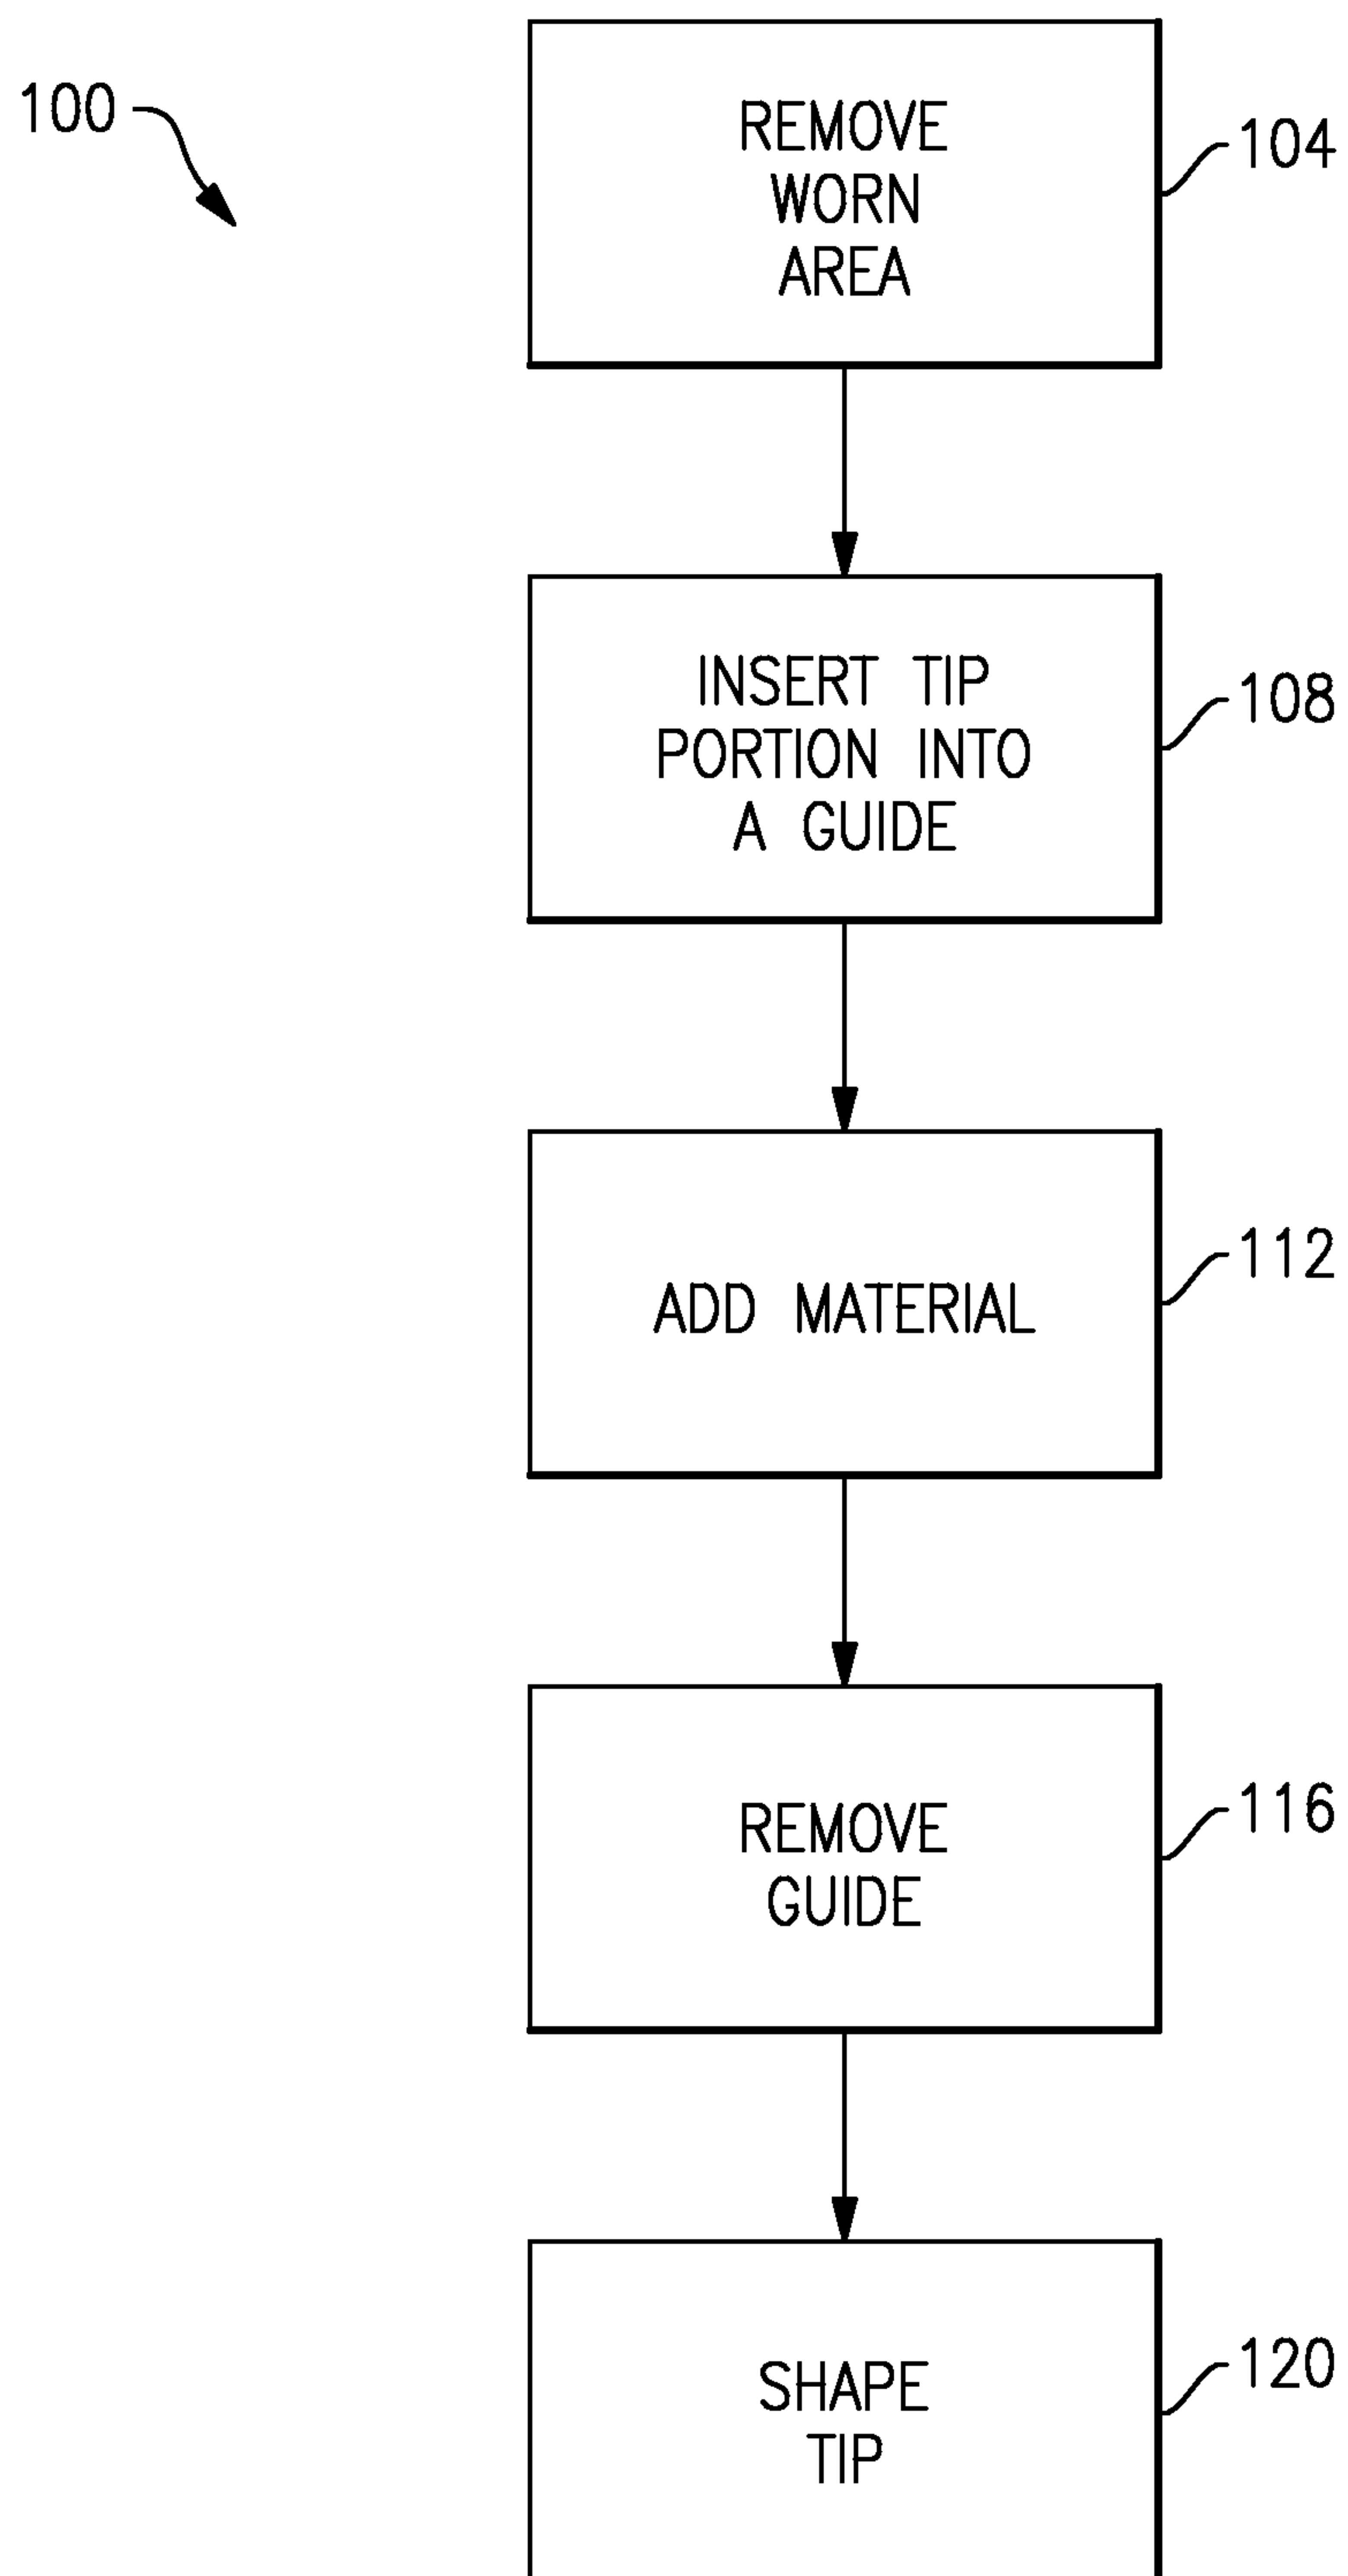 100
REMOVE
WORN
AREA
104
INSERT TIP
PORTION INTO
A GUIDE
108
ADD MATERIAL
112
REMOVE
GUIDE
116
SHAPE
TIP
120